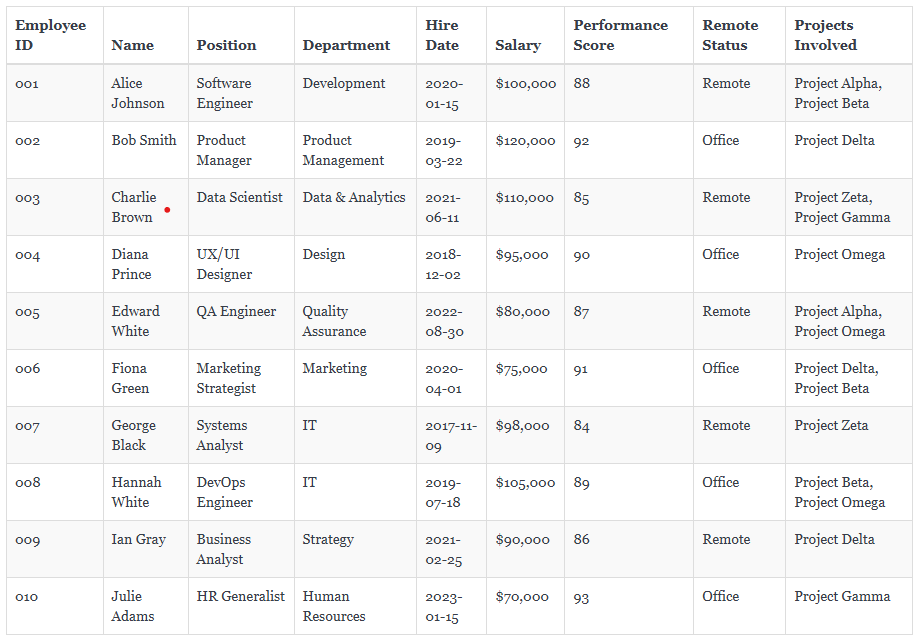 Employee ID | Name | Position | Department | Hire Date | Salary | Performance Score | Remote Status | Projects Involved
001 | Alice Johnson | Software Engineer | Development | 2020-01-15 | $100,000 | 88 | Remote | Project Alpha, Project Beta
002 | Bob Smith | Product Manager | Product Management | 2019-03-22 | $120,000 | 92 | Office | Project Delta
003 | Charlie Brown | Data Scientist | Data & Analytics | 2021-06-11 | $110,000 | 85 | Remote | Project Zeta, Project Gamma
004 | Diana Prince | UX/UI Designer | Design | 2018-12-02 | $95,000 | 90 | Office | Project Omega
005 | Edward White | QA Engineer | Quality Assurance | 2022-08-30 | $80,000 | 87 | Remote | Project Alpha, Project Omega
006 | Fiona Green | Marketing Strategist | Marketing | 2020-04-01 | $75,000 | 91 | Office | Project Delta, Project Beta
007 | George Black | Systems Analyst | IT | 2017-11-09 | $98,000 | 84 | Remote | Project Zeta
008 | Hannah White | DevOps Engineer | IT | 2019-07-18 | $105,000 | 89 | Office | Project Beta, Project Omega
009 | Ian Gray | Business Analyst | Strategy | 2021-02-25 | $90,000 | 86 | Remote | Project Delta
010 | Julie Adams | HR Generalist | Human Resources | 2023-01-15 | $70,000 | 93 | Office | Project Gamma